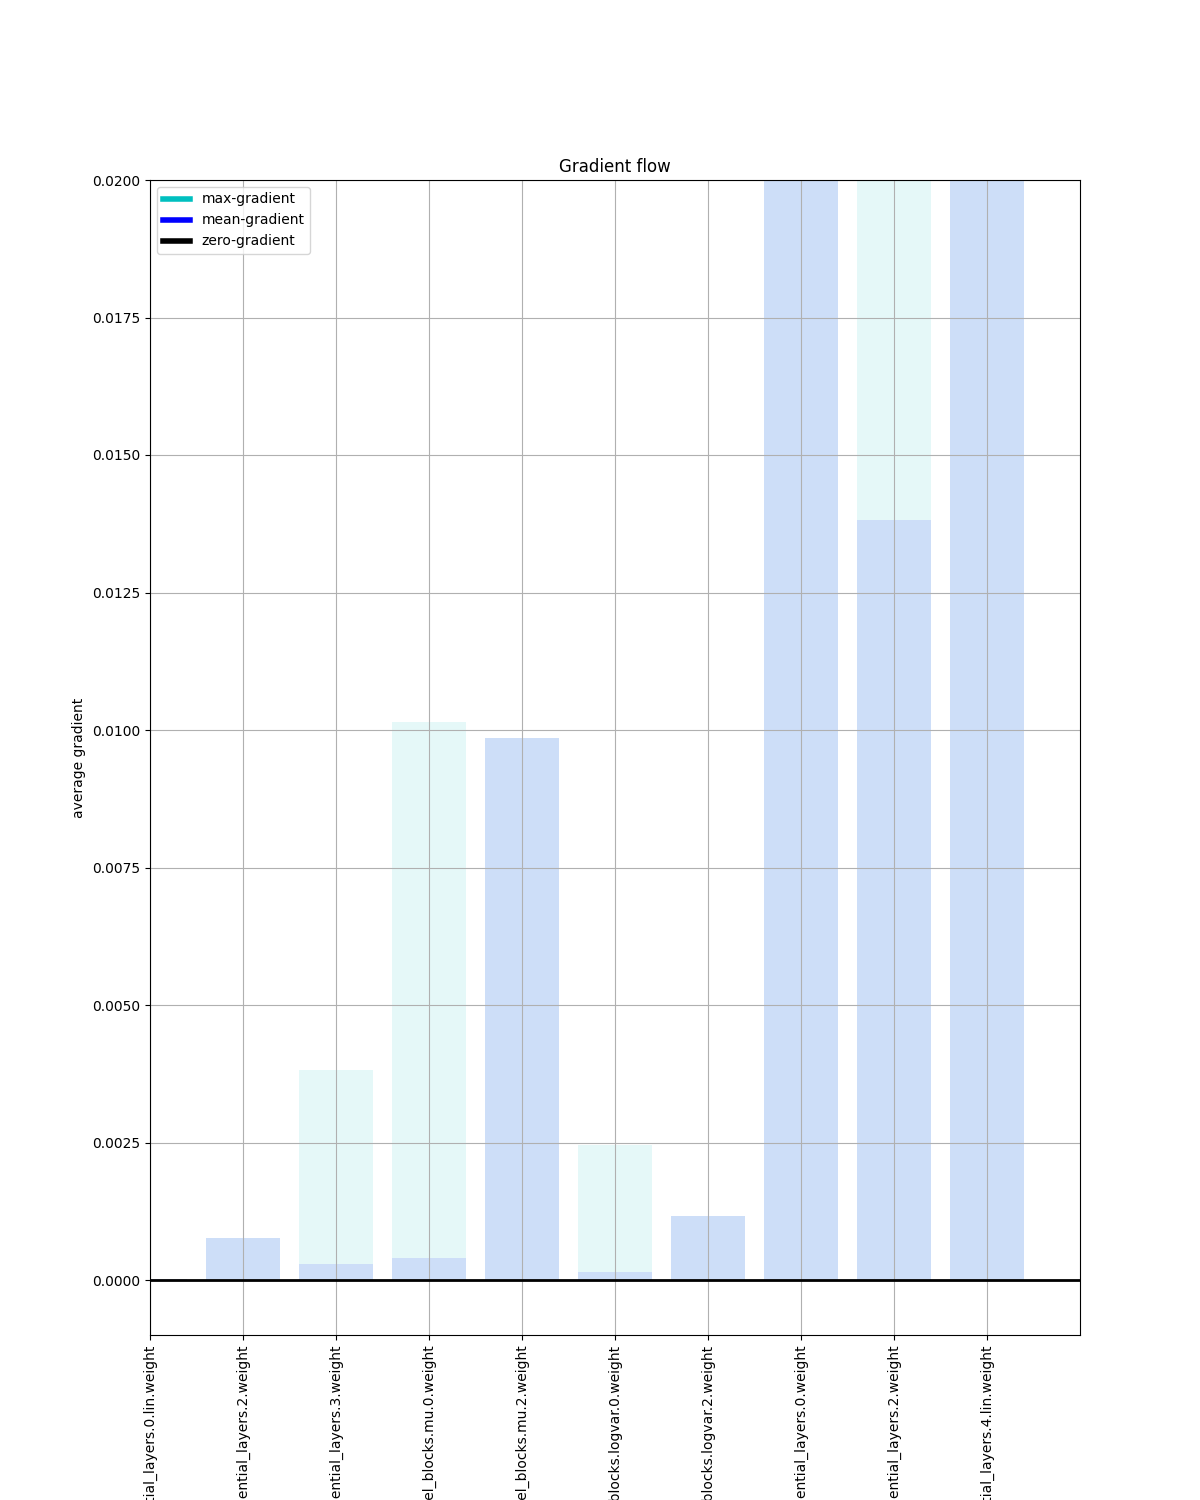 Gradient flow
max-gradient
mean-gradient
zero-gradient
0.0200
0.0175
0.0150
0.0125
0.0100
0.0075
0.0050
0.0025
0.0000
average gradient
tial_layers.0.lin.weight
ential_layers.2.weight
ential_layers.3.weight
el_blocks.mu.0.weight
el_blocks.mu.2.weight
blocks.logvar.0.weight
blocks.logvar.2.weight
ential_layers.0.weight
ential_layers.2.weight
tial_layers.4.lin.weight